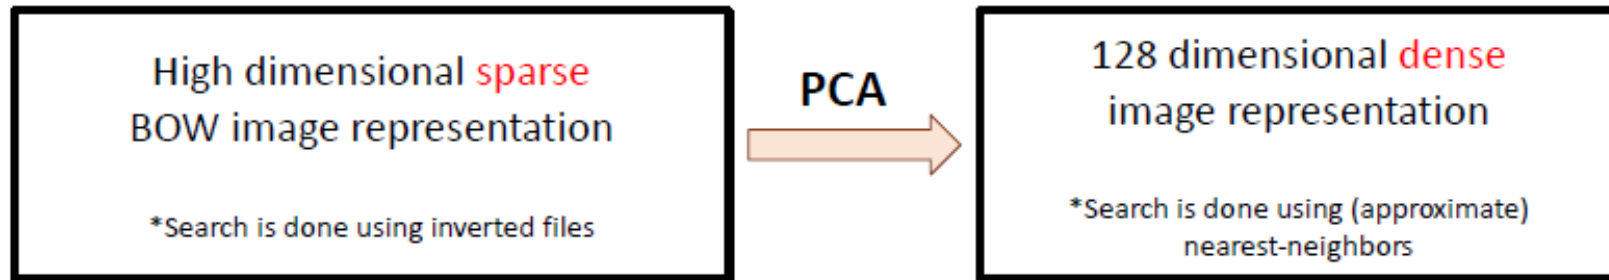 High dimensional sparse
BOW image representation
*Search is done using inverted files
PCA
128 dimensional dense
image representation
*Search is done using (approximate)
nearest-neighbors